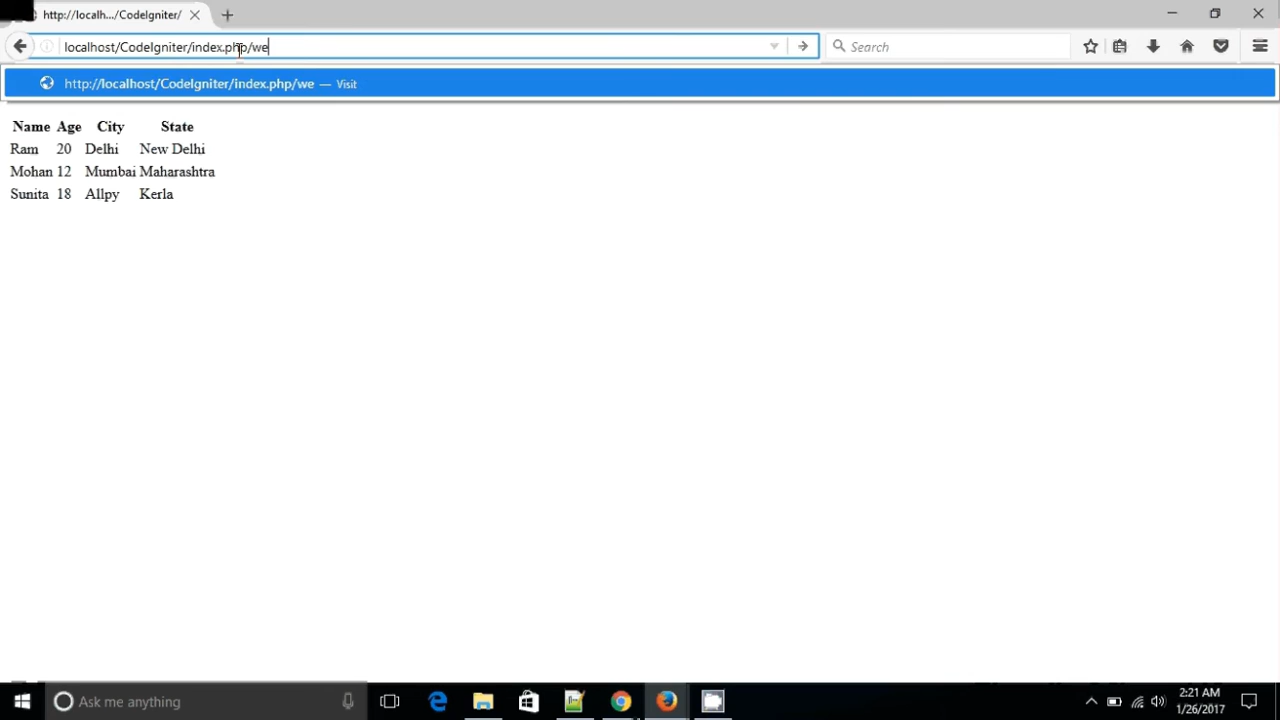 http://localh.../CodeIgniter/
localhost/CodeIgniter/index.php/we
Search
http://localhost/CodeIgniter/index.php/we — Visit
Name Age City State
Ram 20 Delhi New Delhi
Mohan 12 Mumbai Maharashtra
Sunita 18 Allpy Kerla
Ask me anything
2:21 AM
1/26/2017